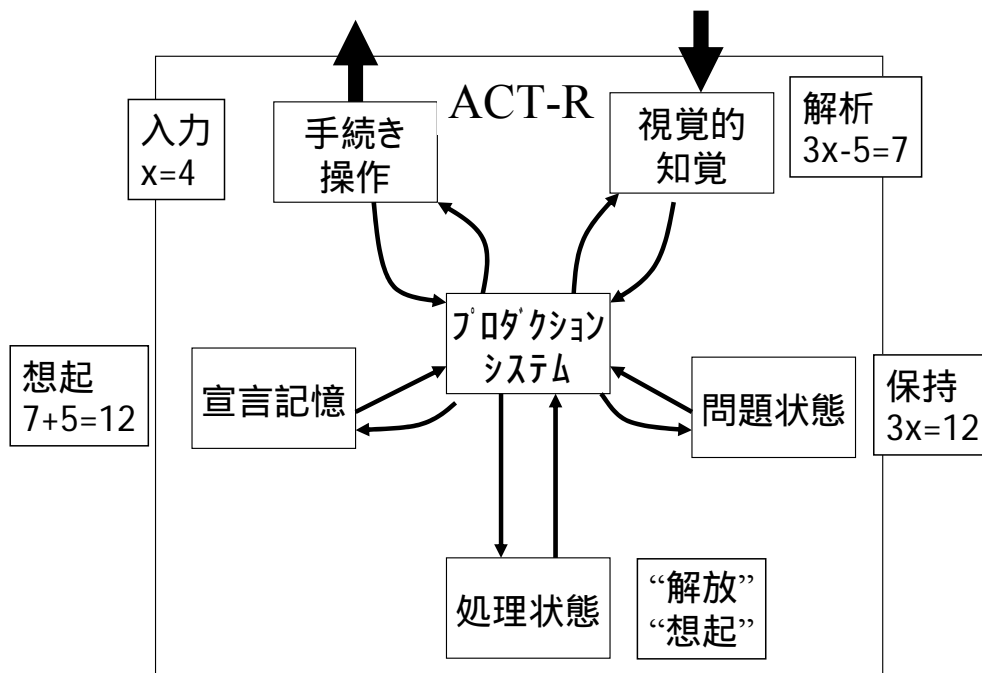 ACT-R
入力
x=4
手続き
操作
視覚的
知覚
解析
3x-5=7
プロダクション
システム
想起
7+5=12
宣言記憶
問題状態
保持
3x=12
処理状態
“解放”
“想起”